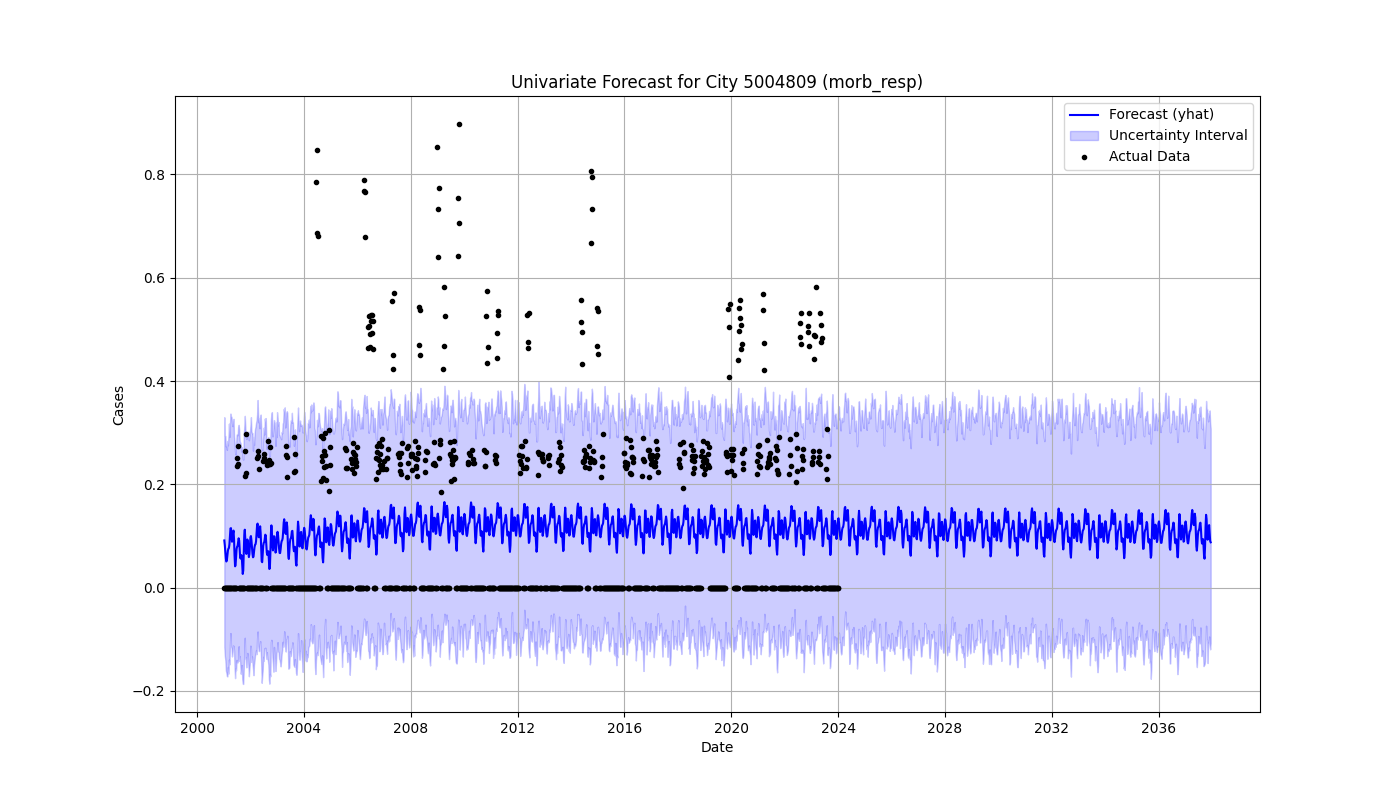 Univariate Forecast for City 5004809 (morb_resp)
Forecast (yhat)
Uncertainty Interval
Actual Data
Cases
0.8
0.6
0.4
0.2
0.0
−0.2
2000 2004 2008 2012 2016 2020 2024 2028 2032 2036
Date